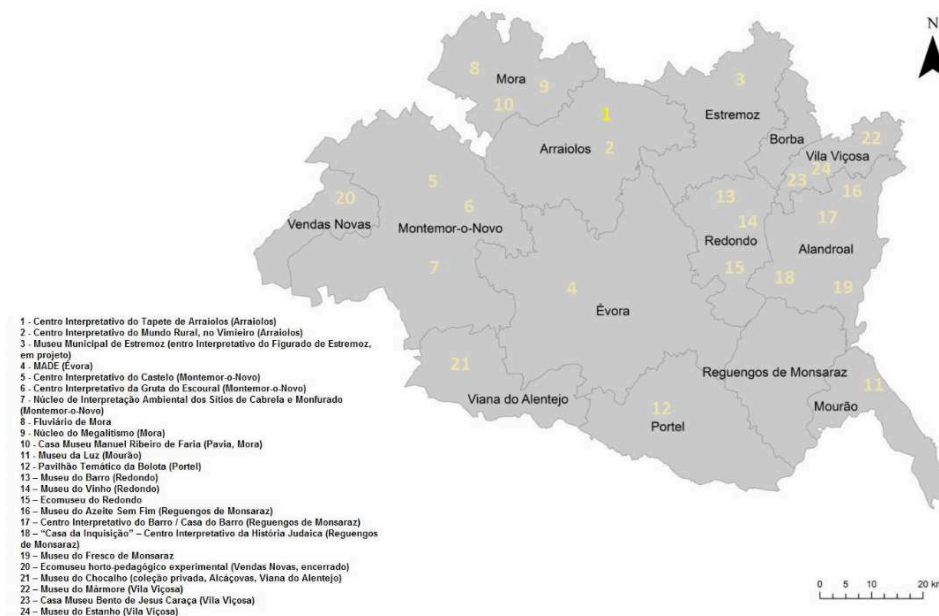 N
8
Mora
9
10
3
Estremoz
1
Arraiolos
2
Borba
22
Vila Viçosa
24
23
16
5
20
6
Vendas Novas
Montemor-o-Novo
13
14
17
Redondo
Alandroal
7
15
18
19
4
Évora
21
Viana do Alentejo
Reguengos de Monsaraz
11
Mourão
12
Portel
1 - Centro Interpretativo do Tapete de Arraiolos (Arraiolos)
2 - Centro Interpretativo do Mundo Rural, no Vimieiro (Arraiolos)
3 - Museu Municipal de Estremoz (entro Interpretativo do Figurado de Estremoz,
em projeto)
4 - MADE (Évora)
5 - Centro Interpretativo do Castelo (Montemor-o-Novo)
6 - Centro Interpretativo da Gruta do Escoural (Montemor-o-Novo)
7 - Núcleo de Interpretação Ambiental dos Sítios de Cabrela e Monfurado
(Montemor-o-Novo)
8 - Fluviário de Mora
9 - Núcleo do Megalitismo (Mora)
10 - Casa Museu Manuel Ribeiro de Faria (Pavia, Mora)
11 - Museu da Luz (Mourão)
12 - Pavilhão Temático da Bolota (Portel)
13 – Museu do Barro (Redondo)
14 – Museu do Vinho (Redondo)
15 – Ecomuseu do Redondo
16 – Museu do Azeite Sem Fim (Reguengos de Monsaraz)
17 – Centro Interpretativo do Barro / Casa do Barro (Reguengos de Monsaraz)
18 – “Casa da Inquisição” – Centro Interpretativo da História Judaica (Reguengos
de Monsaraz)
19 – Museu do Fresco de Monsaraz
20 – Ecomuseu horto-pedagógico experimental (Vendas Novas, encerrado)
21 – Museu do Chocalho (coleção privada, Alcáçovas, Viana do Alentejo)
22 – Museu do Mármore (Vila Viçosa)
23 – Casa Museu Bento de Jesus Caraça (Vila Viçosa)
24 – Museu do Estanho (Vila Viçosa)
0 5 10 20 km